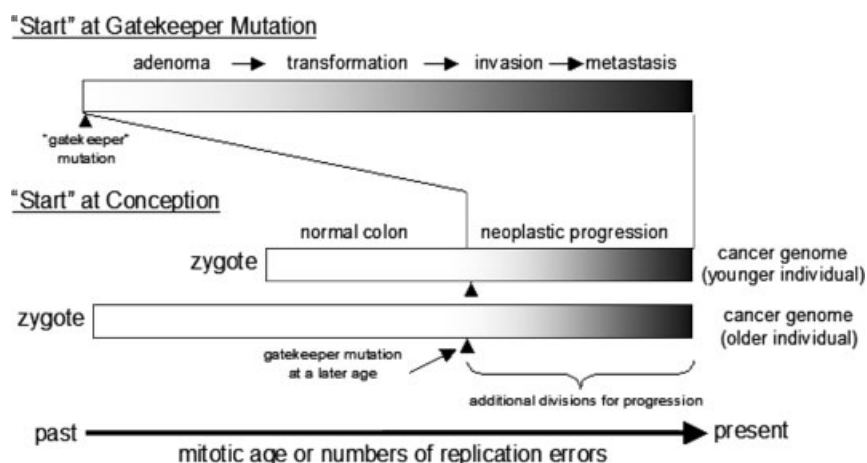 "Start" at Gatekeeper Mutation
adenoma transformation invasion metastasis
"gatekeeper"
mutation
"Start" at Conception
normal colon neoplastic progression
zygote
cancer genome
(younger individual)
zygote
cancer genome
(older individual)
gatekeeper mutation
at a later age
additional divisions for progression
past
present
mitotic age or numbers of replication errors